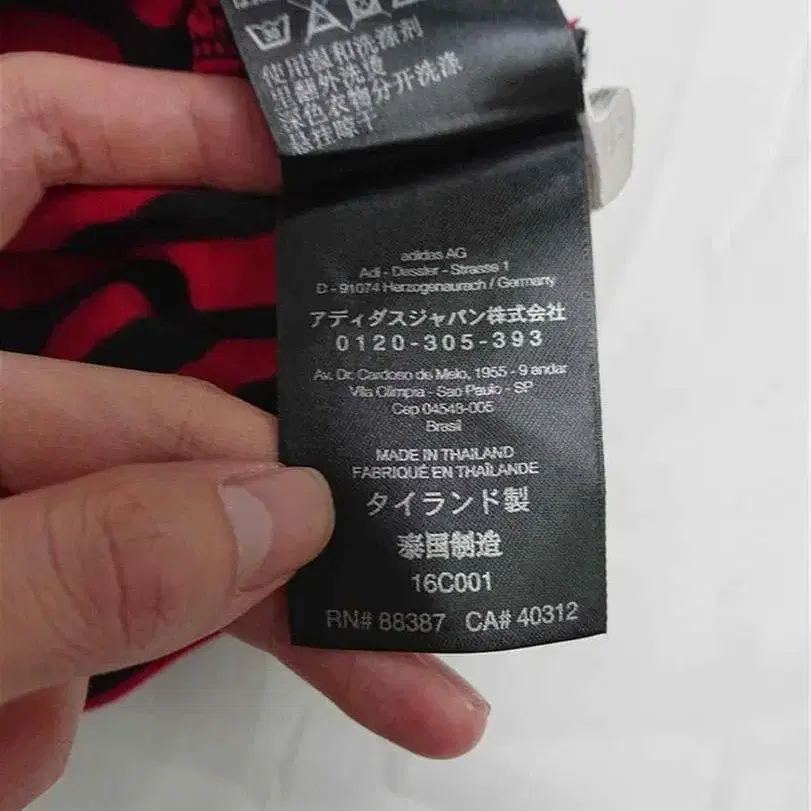 使用温和洗涤剂
里翻外洗烫
深色衣物分开洗涤
悬挂晾干
adidas AG
Adi - Dassler - Strasse 1
D - 91074 Herzogenaurach / Germany
アディダスジャパン株式会社
0120-305-393
Av. Dr. Cardoso de Melo, 1955 - 9 andar
Vila Olimpia - Sao Paulo - SP
Cep 04548-005
Brasil
MADE IN THAILAND
FABRIQUÉ EN THAÏLANDE
タイランド製
泰国制造
16C001
RN# 88387 CA# 40312